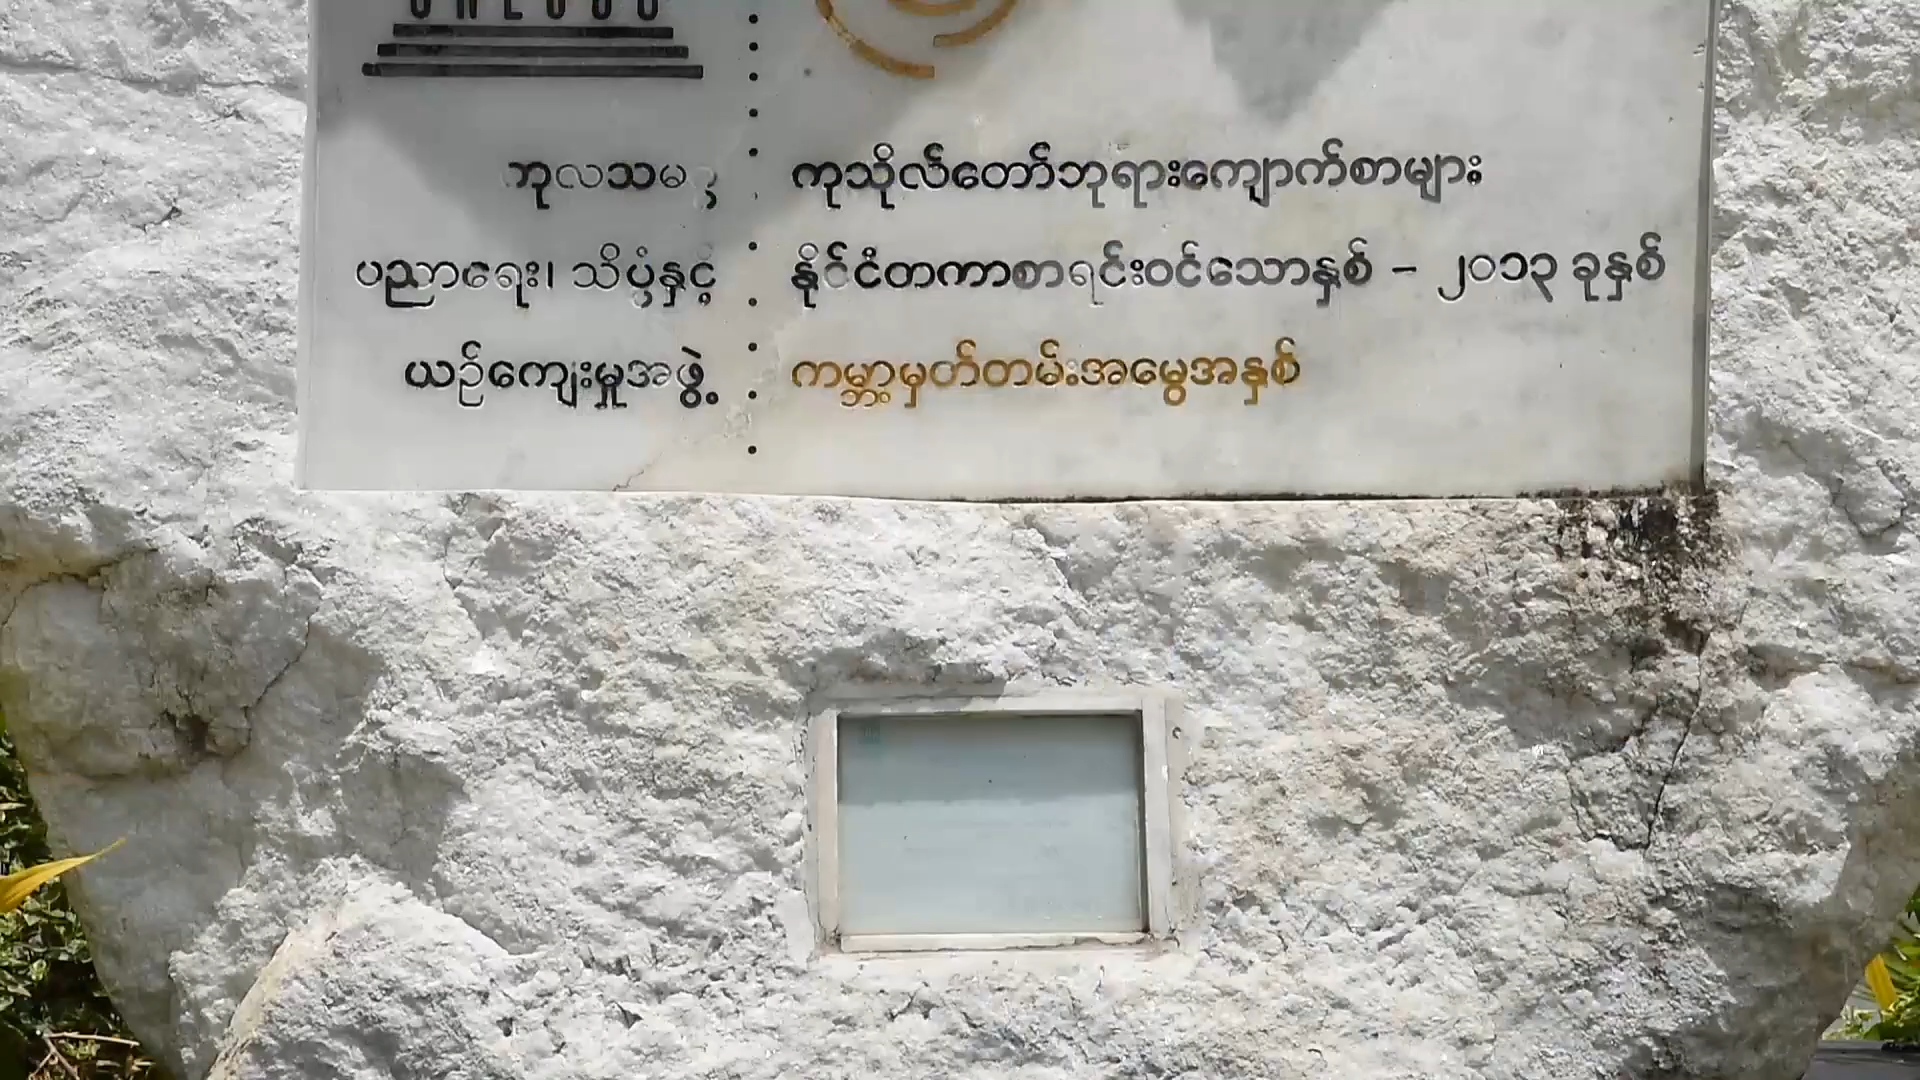 ကုလသမဂ္ဂ
ပညာရေး၊ သိပ္ပံနှင့်
ယဉ်ကျေးမှုအဖွဲ့
ကုသိုလ်တော်ဘုရားကျောက်စာများ
နိုင်ငံတကာစာရင်းဝင်သောနှစ် – ၂၀၁၃ ခုနှစ်
ကမ္ဘာ့မှတ်တမ်းအမွေအနှစ်